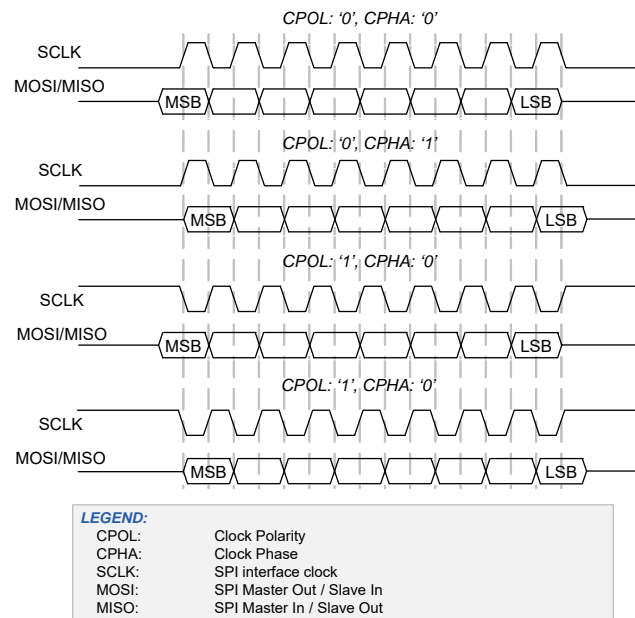 CPOL: ‘0’, CPHA: ‘0’
SCLK
MOSI/MISO
MSB LSB
CPOL: ‘0’, CPHA: ‘1’
SCLK
MOSI/MISO
MSB LSB
CPOL: ‘1’, CPHA: ‘0’
SCLK
MOSI/MISO
MSB LSB
CPOL: ‘1’, CPHA: ‘0’
SCLK
MOSI/MISO
MSB LSB
LEGEND:
CPOL: Clock Polarity
CPHA: Clock Phase
SCLK: SPI interface clock
MOSI: SPI Master Out / Slave In
MISO: SPI Master In / Slave Out